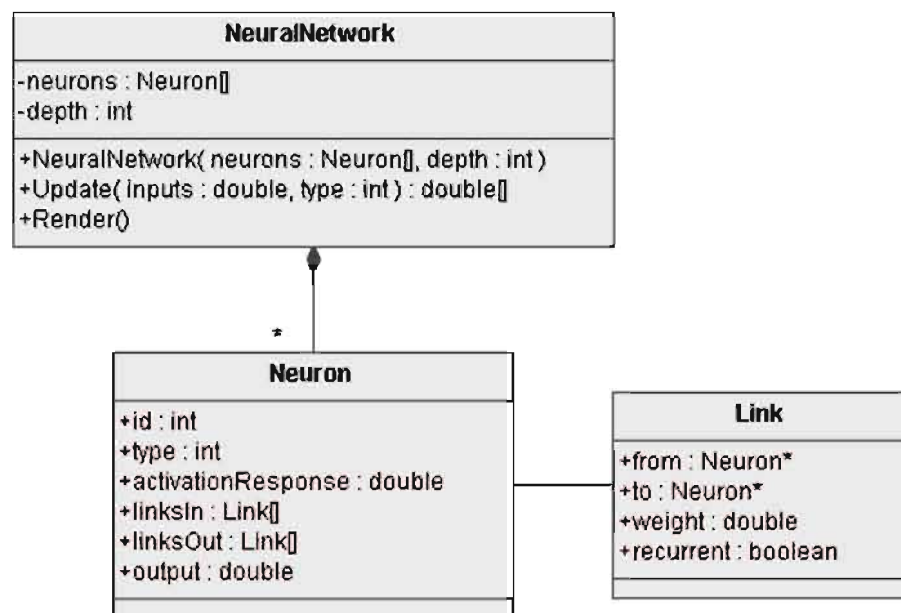 NeuralNetwork
-neurons : Neuron[]
-depth : int
+NeuralNetwork( neurons : Neuron[], depth : int )
+Update( inputs : double, type : int ) : double[]
+Render()
*
Neuron
+id : int
+type : int
+activationResponse : double
+linksIn : Link[]
+linksOut : Link[]
+output : double
Link
+from : Neuron*
+to : Neuron*
+weight : double
+recurrent : boolean